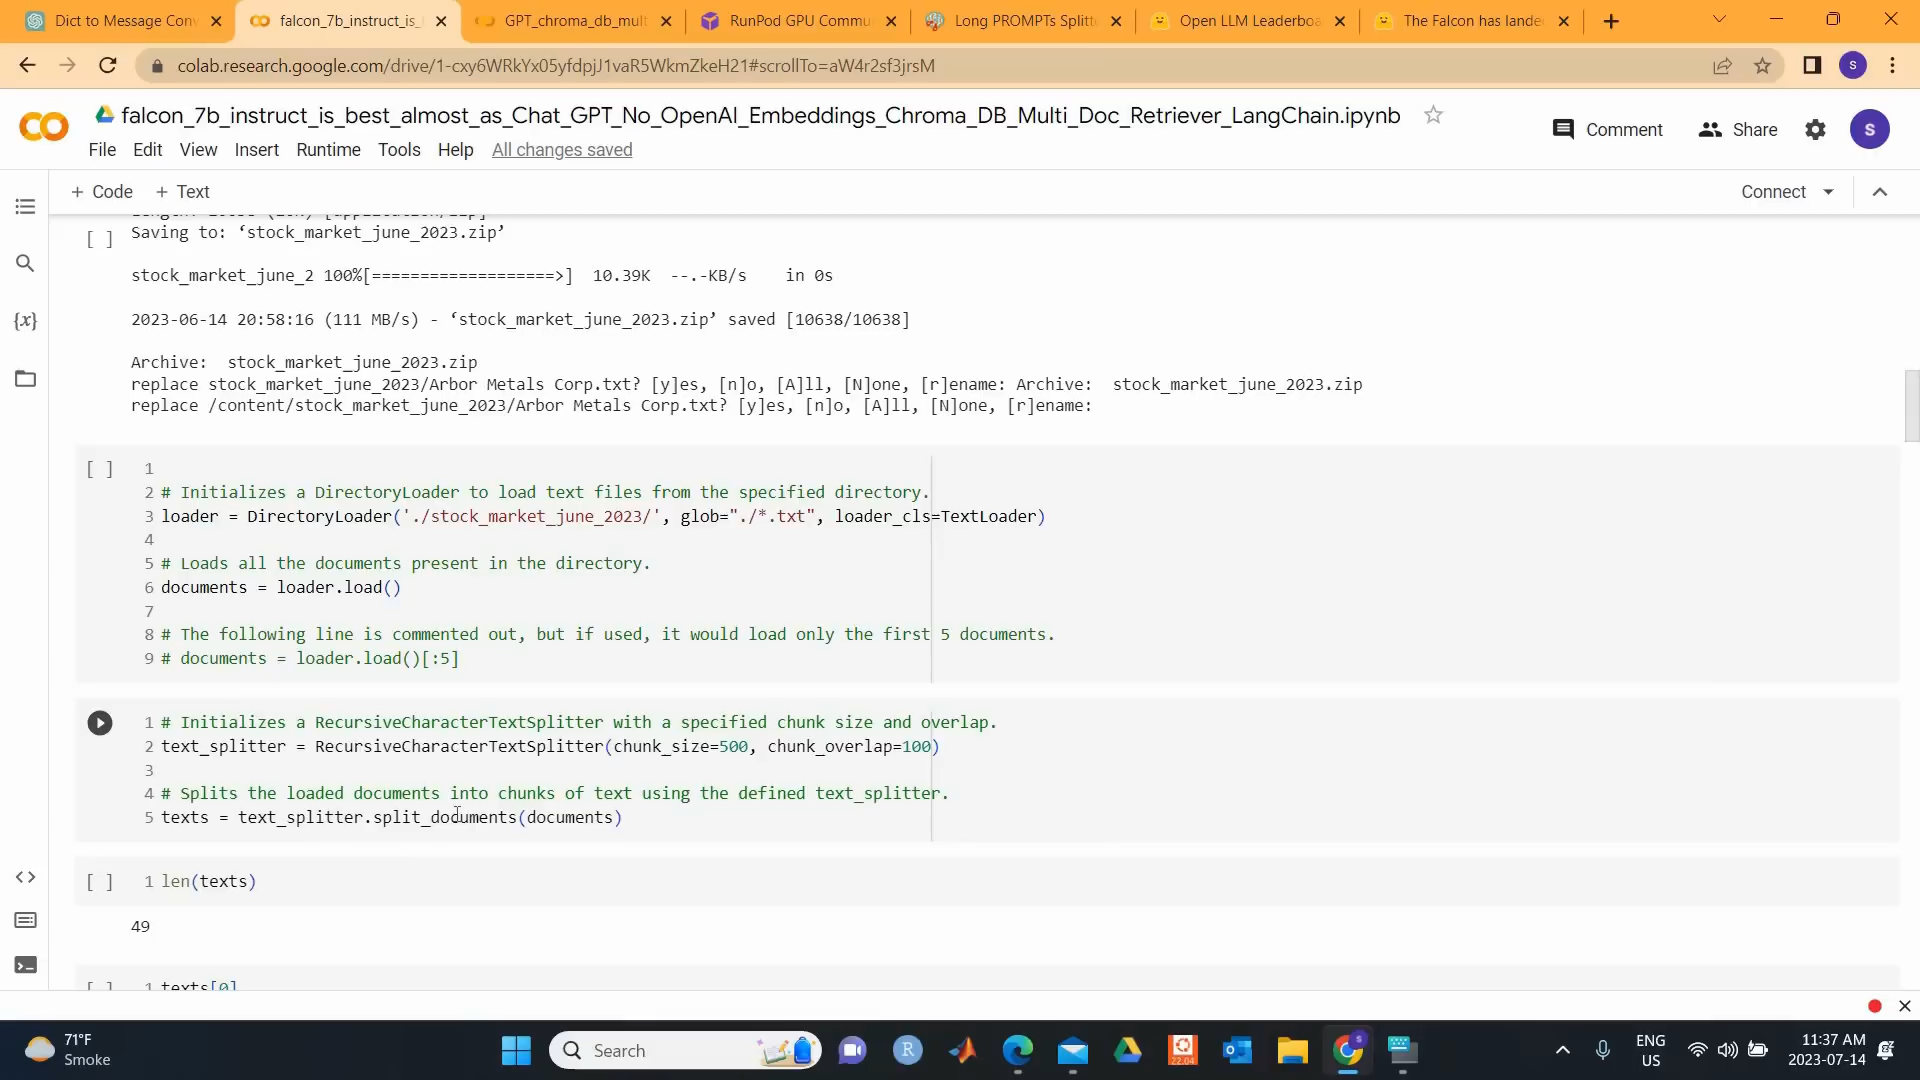 Dict to Message Conv
falcon_7b_instruct_is_
GPT_chroma_db_mult
RunPod GPU Commu
Long PROMPTs Splitt
Open LLM Leaderboa
The Falcon has lande
colab.research.google.com/drive/1-cxy6WRkYx05yfdpjJ1vaR5WkmZkeH21#scrollTo=aW4r2sf3jrsM
S
falcon_7b_instruct_is_best_almost_as_Chat_GPT_No_OpenAI_Embeddings_Chroma_DB_Multi_Doc_Retriever_LangChain.ipynb
Comment
Share
S
File Edit View Insert Runtime Tools Help All changes saved
+ Code + Text
Connect
[ ]
Saving to: ‘stock_market_june_2023.zip’
stock_market_june_2 100%[===================>] 10.39K --.-KB/s in 0s
2023-06-14 20:58:16 (111 MB/s) - ‘stock_market_june_2023.zip’ saved [10638/10638]
Archive: stock_market_june_2023.zip
replace stock_market_june_2023/Arbor Metals Corp.txt? [y]es, [n]o, [A]ll, [N]one, [r]ename: Archive: stock_market_june_2023.zip
replace /content/stock_market_june_2023/Arbor Metals Corp.txt? [y]es, [n]o, [A]ll, [N]one, [r]ename:
[ ] 1
2 # Initializes a DirectoryLoader to load text files from the specified directory.
3 loader = DirectoryLoader('./stock_market_june_2023/', glob="./*.txt", loader_cls=TextLoader)
4
5 # Loads all the documents present in the directory.
6 documents = loader.load()
7
8 # The following line is commented out, but if used, it would load only the first 5 documents.
9 # documents = loader.load()[:5]
1 # Initializes a RecursiveCharacterTextSplitter with a specified chunk size and overlap.
2 text_splitter = RecursiveCharacterTextSplitter(chunk_size=500, chunk_overlap=100)
3
4 # Splits the loaded documents into chunks of text using the defined text_splitter.
5 texts = text_splitter.split_documents(documents)
[ ] 1 len(texts)
49
[ ] 1 texts[0]
71°F
Smoke
Search
22.04
ENG
US
11:37 AM
2023-07-14